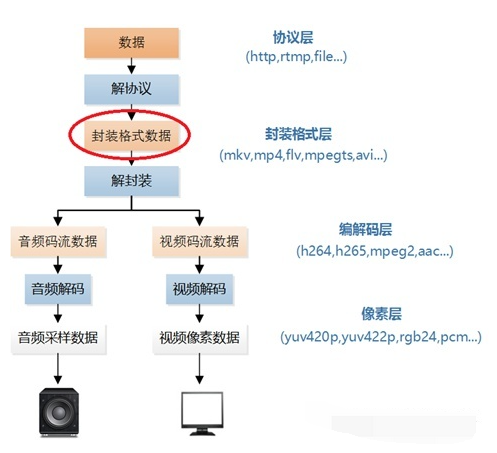 数据
协议层
(http,rtmp,file...)
解协议
封装格式数据
封装格式层
(mkv,mp4,flv,mpegts,avi...)
解封装
音频码流数据
视频码流数据
编解码层
(h264,h265,mpeg2,aac...)
音频解码
视频解码
像素层
音频采样数据
视频像素数据
(yuv420p,yuv422p,rgb24,pcm...)